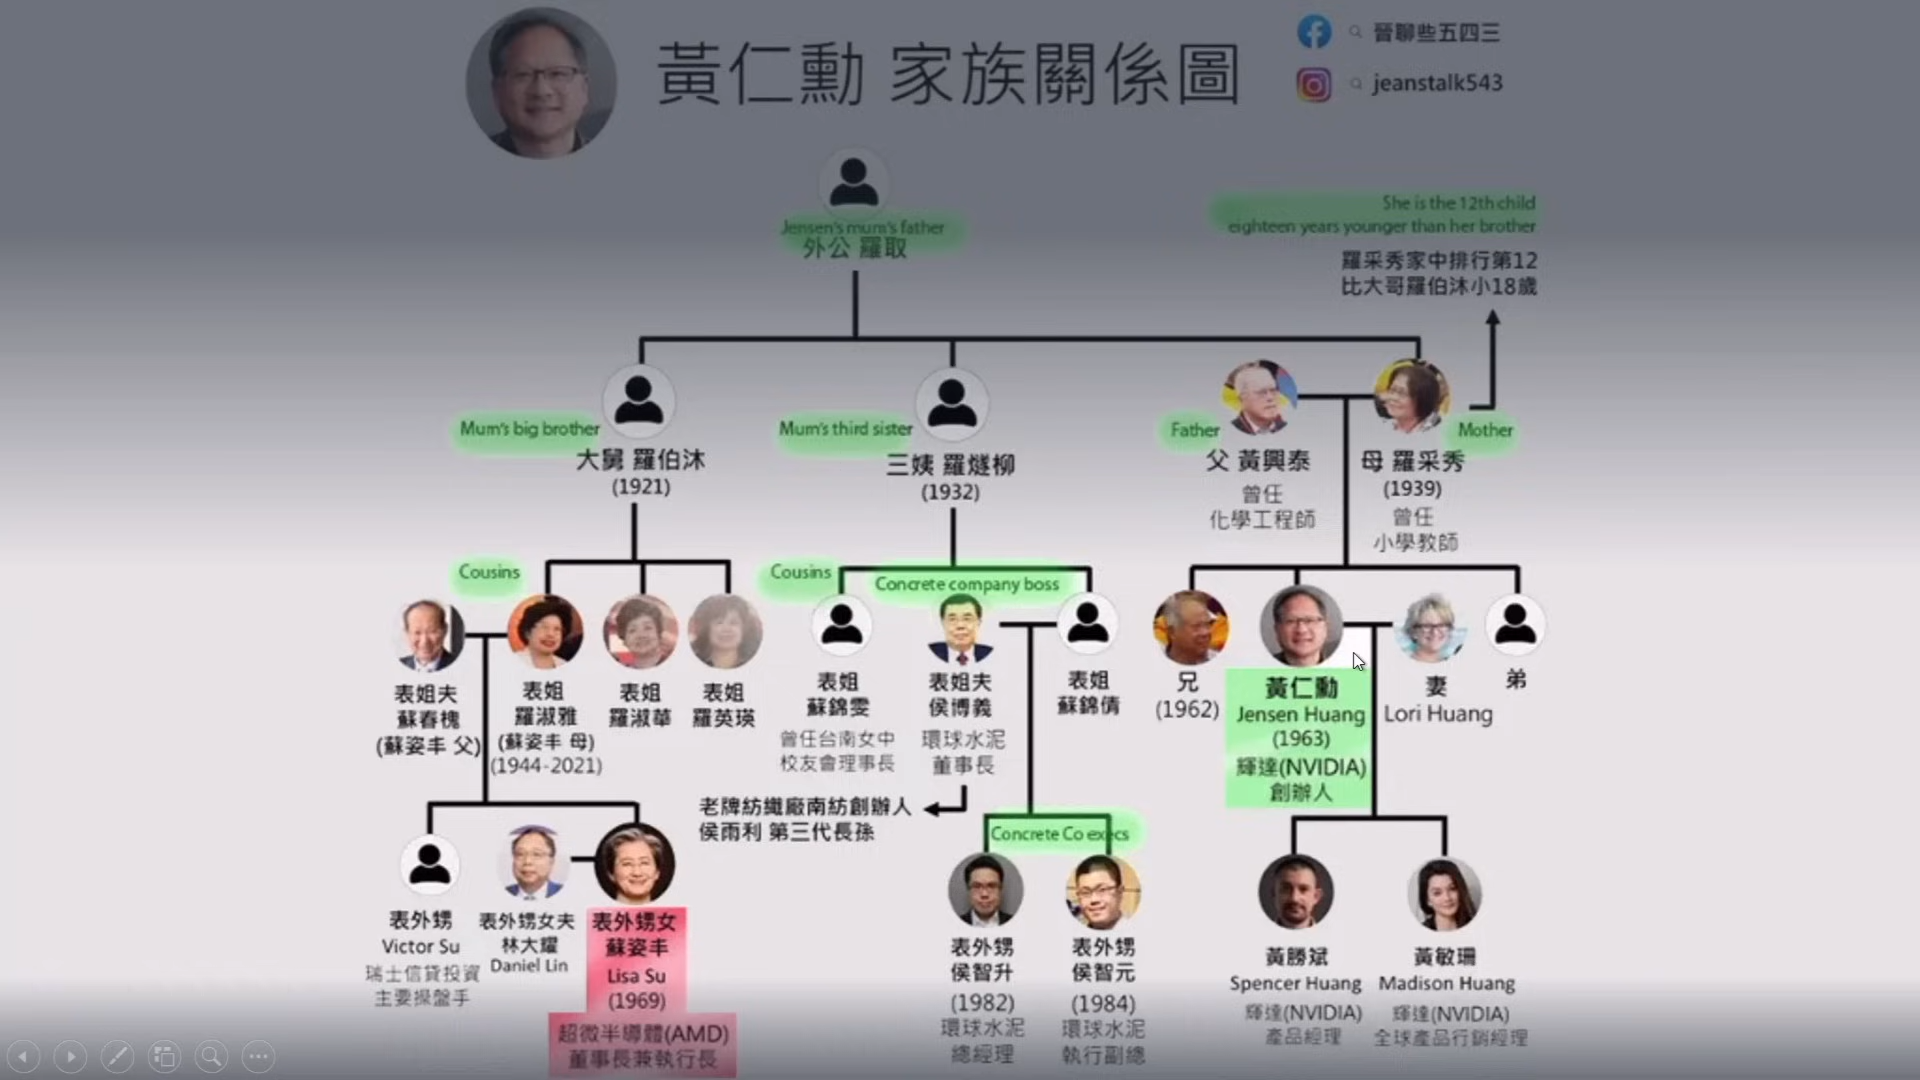 黃仁勳 家族關係圖
晉聊些五四三
jeanstalk543
Jensen's mum's father
外公 羅取
She is the 12th child
eighteen years younger than her brother
羅采秀家中排行第12
比大哥羅伯沐小18歲
Mum's big brother
大舅 羅伯沐
(1921)
Mum's third sister
三姨 羅燧柳
(1932)
Father
父 黃興泰
曾任
化學工程師
Mother
母 羅采秀
(1939)
曾任
小學教師
Cousins
表姐夫
蘇春槐
(蘇姿丰 父)
表姐
羅淑雅
(蘇姿丰 母)
(1944-2021)
表姐
羅淑華
表姐
羅英瑛
Cousins
Concrete company boss
表姐
蘇錦雯
曾任台南女中
校友會理事長
表姐夫
侯博義
環球水泥
董事長
表姐
蘇錦倩
老牌紡織廠南紡創辦人
侯雨利 第三代長孫
兄
(1962)
黃仁勳
Jensen Huang
(1963)
輝達(NVIDIA)
創辦人
妻
Lori Huang
弟
表外甥
Victor Su
瑞士信貸投資
主要操盤手
表外甥女夫
林大耀
Daniel Lin
表外甥女
蘇姿丰
Lisa Su
(1969)
超微半導體(AMD)
董事長兼執行長
Concrete Co execs
表外甥
侯智升
(1982)
環球水泥
總經理
表外甥
侯智元
(1984)
環球水泥
執行副總
黃勝斌
Spencer Huang
輝達(NVIDIA)
產品經理
黃敏珊
Madison Huang
輝達(NVIDIA)
全球產品行銷經理